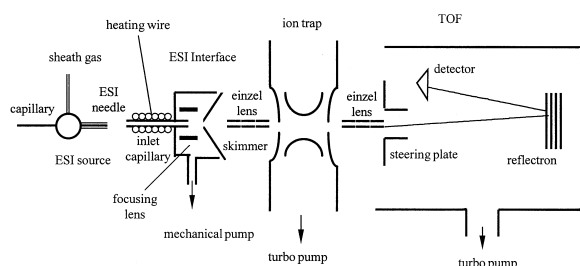 heating wire
sheath gas
ESI Interface
ion trap
TOF
capillary
ESI
needle
einzel
lens
einzel
lens
detector
ESI source
inlet
capillary
skimmer
steering plate
reflectron
focusing
lens
mechanical pump
turbo pump
turbo pump